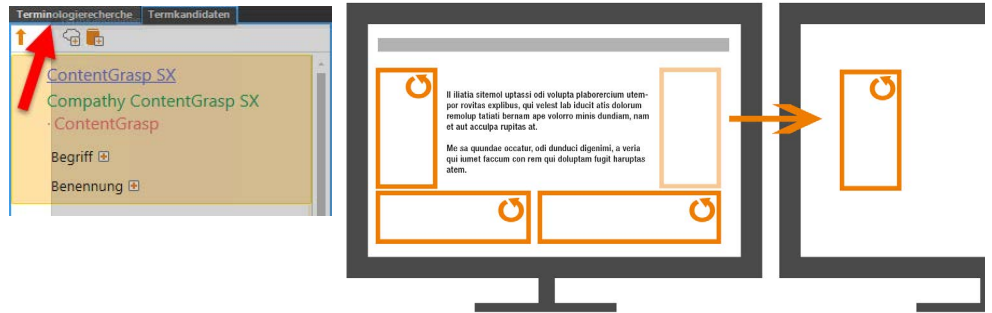 Terminologierecherche Termkandidaten
ContentGrasp SX
Compathy ContentGrasp SX
· ContentGrasp
Begriff
Benennung
Il iliatia sitemol uptassi odi volupta plaborercium utem-
por rovitas explibus, qui velest lab iducit atis dolorum
remolup tatiati bernam ape volorro minis dundiam, nam
et aut acculpa rupitas at.
Me sa quundae occatur, odi dunduci digenimi, a veria
qui iumet faccum con rem qui doluptam fugit haruptas
atem.